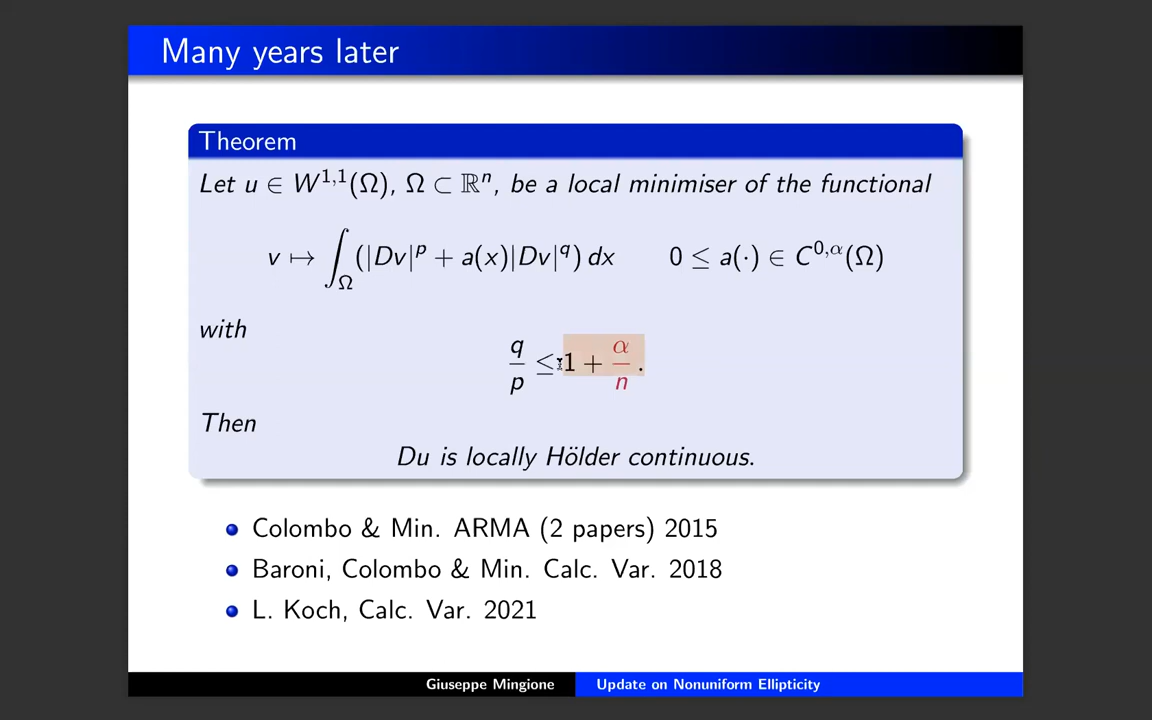 Many years later
Theorem
Let u ∈ W^{1,1}(Ω), Ω ⊂ ℝ^n, be a local minimiser of the functional
v ↦ ∫_Ω (|Dv|^p + a(x)|Dv|^q) dx 0 ≤ a(·) ∈ C^{0,α}(Ω)
with
q/p ≤ 1 + α/n .
Then
Du is locally Hölder continuous.
Colombo & Min. ARMA (2 papers) 2015
Baroni, Colombo & Min. Calc. Var. 2018
L. Koch, Calc. Var. 2021
Giuseppe Mingione Update on Nonuniform Ellipticity